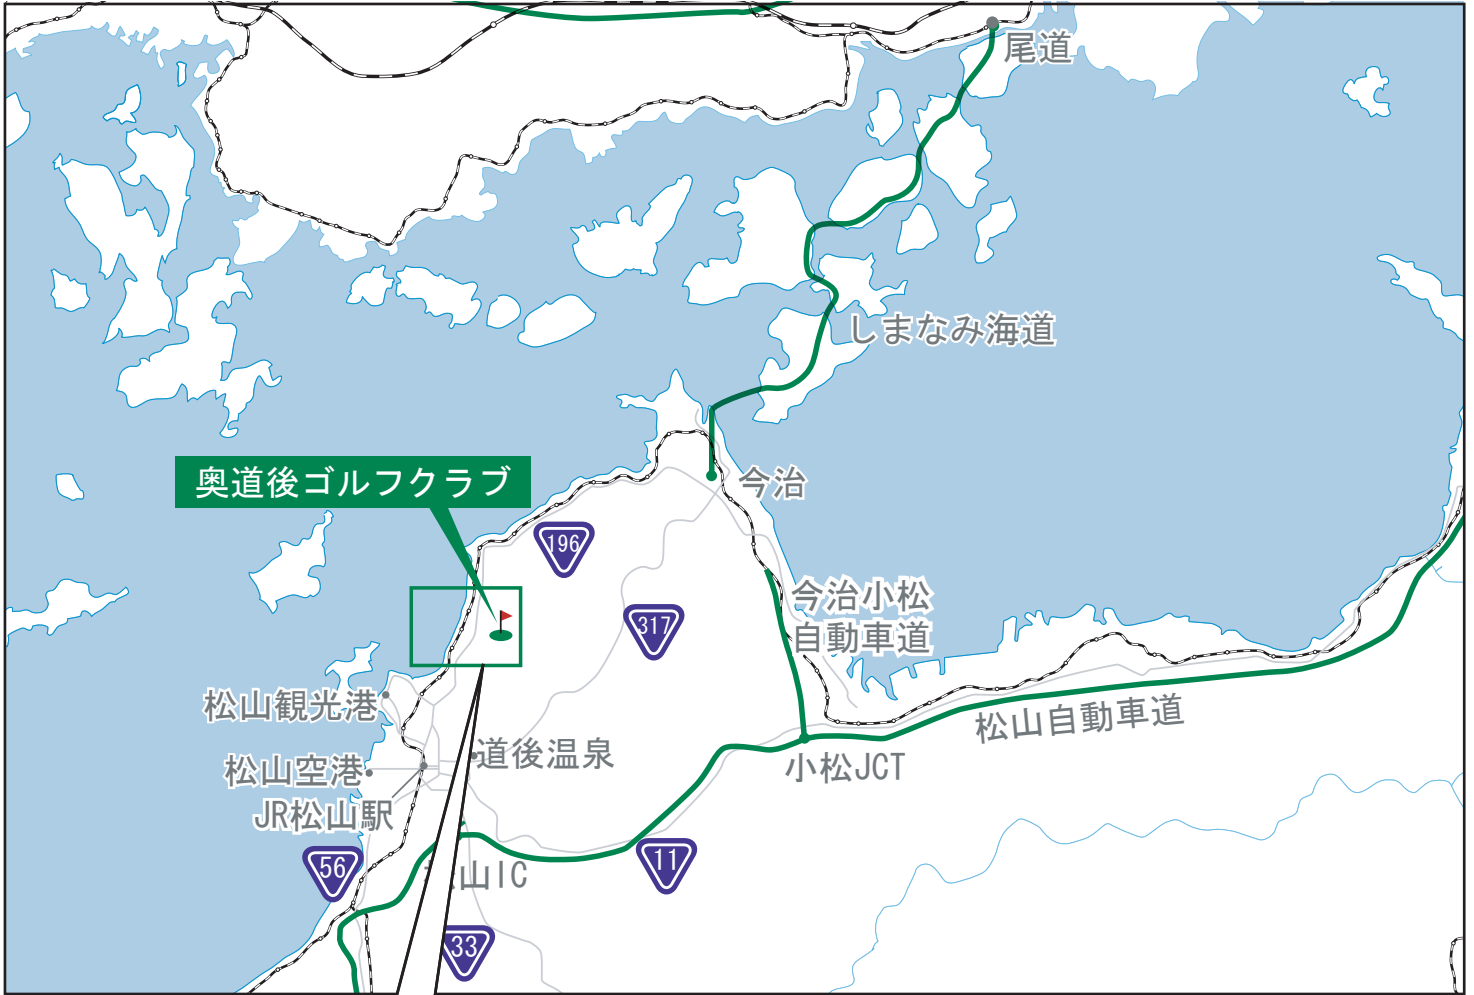 尾道
しまなみ海道
奥道後ゴルフクラブ
今治
196
317
今治小松
自動車道
松山観光港
松山自動車道
道後温泉
松山空港
小松JCT
JR松山駅
56
山IC
11
33